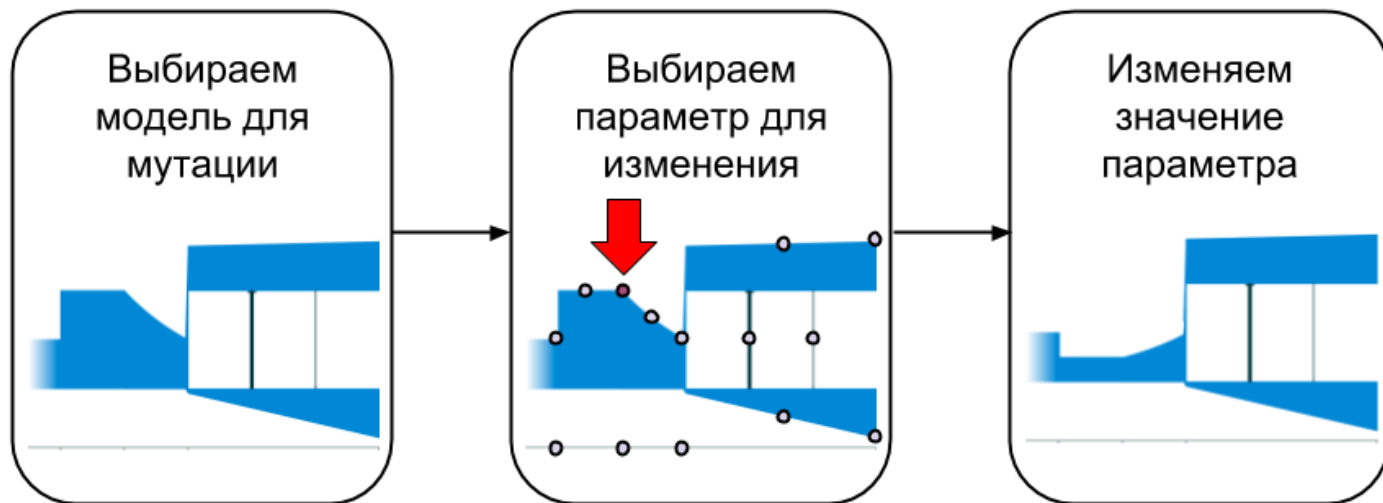 Выбираем
модель для
мутации
Выбираем
параметр для
изменения
Изменяем
значение
параметра